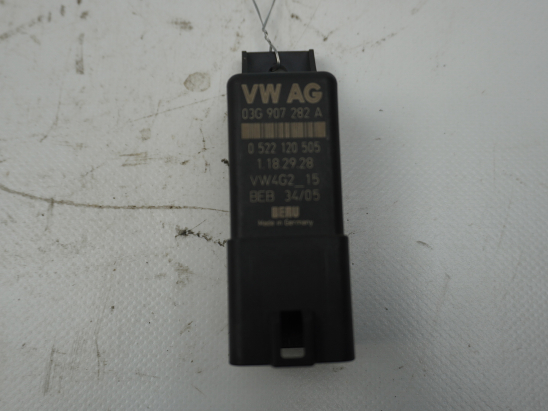 VW AG
03G 907 282 A
0 522 120 505
1.18.29.28
VW4G2_15
BEB 34/05
BERU
Made in Germany